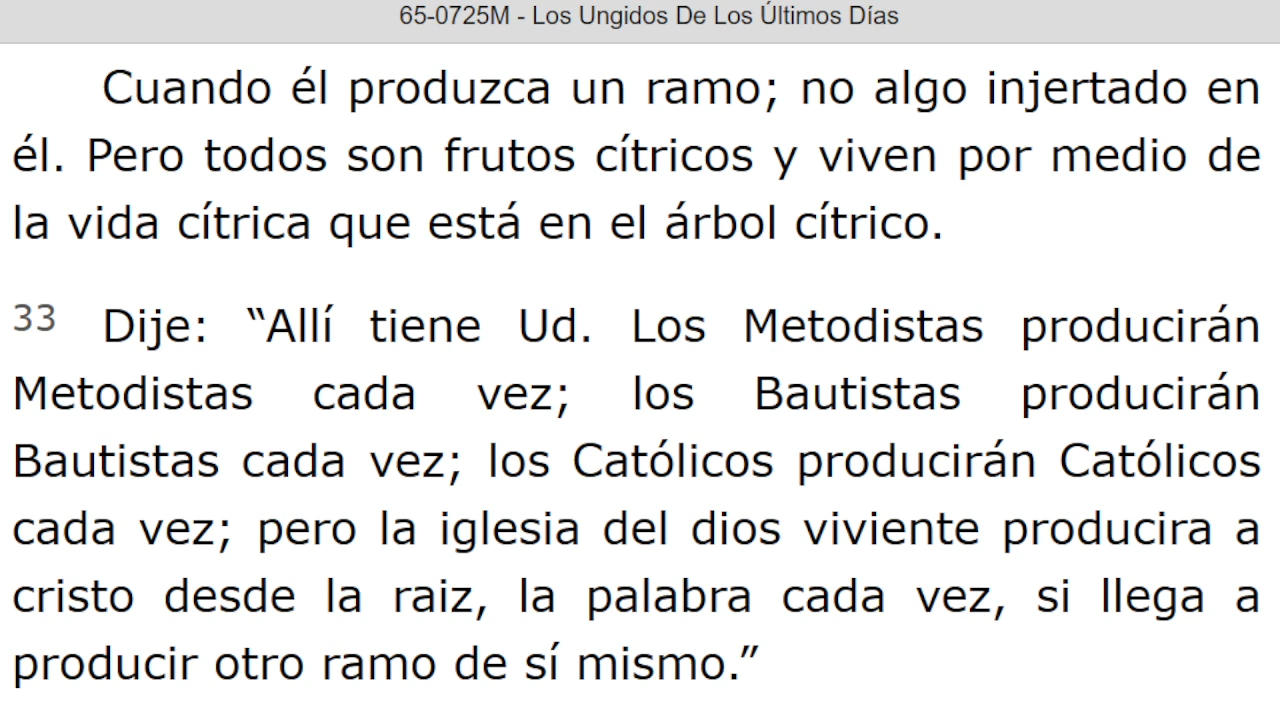 65-0725M - Los Ungidos De Los Últimos Días
Cuando él produzca un ramo; no algo injertado en
él. Pero todos son frutos cítricos y viven por medio de
la vida cítrica que está en el árbol cítrico.
33 Dije: “Allí tiene Ud. Los Metodistas producirán
Metodistas cada vez; los Bautistas producirán
Bautistas cada vez; los Católicos producirán Católicos
cada vez; pero la iglesia del dios viviente producira a
cristo desde la raiz, la palabra cada vez, si llega a
producir otro ramo de sí mismo.”